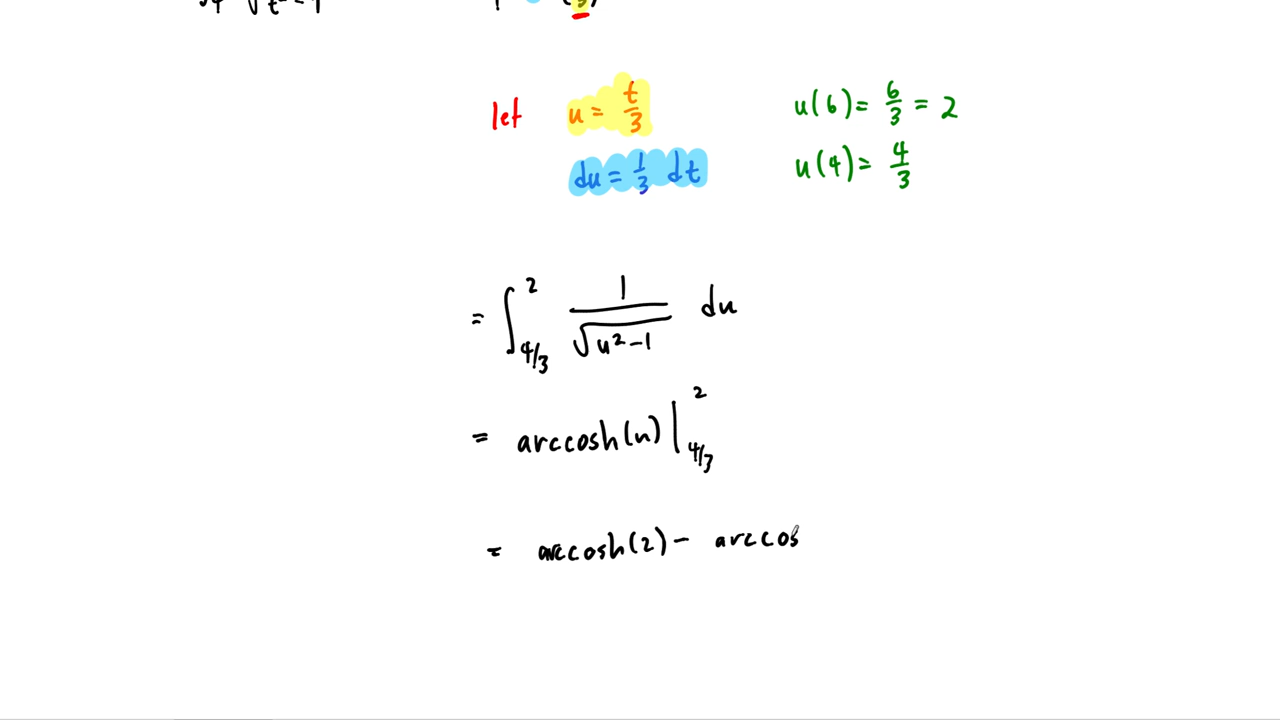 let u = t/3 u(6) = 6/3 = 2
du = 1/3 dt u(4) = 4/3
= ∫_{4/3}^{2} 1/√(u²-1) du
= arccosh(u) |_{4/3}^{2}
= arccosh(2) - arccos